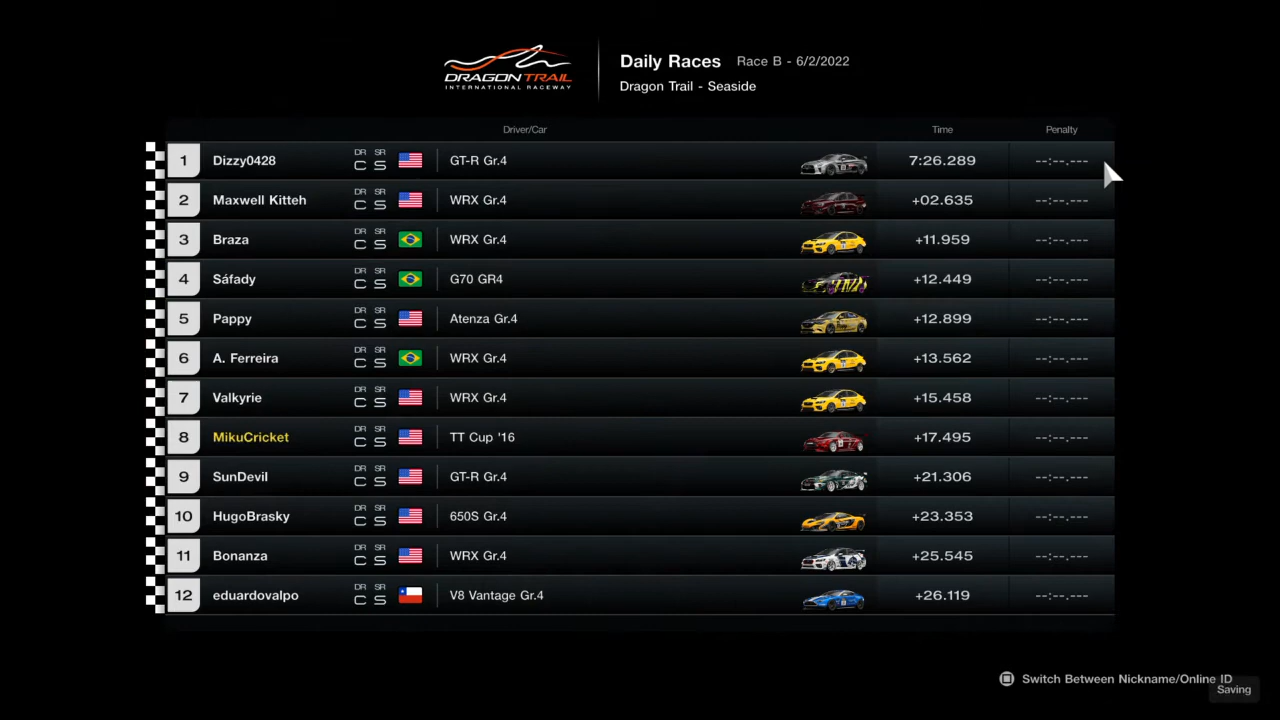 DRAGON TRAIL
INTERNATIONAL RACEWAY
Daily Races Race B - 6/2/2022
Dragon Trail - Seaside
Driver/Car Time Penalty
1 Dizzy0428 DR C SR S GT-R Gr.4 7:26.289 --:--.---
2 Maxwell Kitteh DR C SR S WRX Gr.4 +02.635 --:--.---
3 Braza DR C SR S WRX Gr.4 +11.959 --:--.---
4 Sáfady DR C SR S G70 GR4 +12.449 --:--.---
5 Pappy DR C SR S Atenza Gr.4 +12.899 --:--.---
6 A. Ferreira DR C SR S WRX Gr.4 +13.562 --:--.---
7 Valkyrie DR C SR S WRX Gr.4 +15.458 --:--.---
8 MikuCricket DR C SR S TT Cup '16 +17.495 --:--.---
9 SunDevil DR C SR S GT-R Gr.4 +21.306 --:--.---
10 HugoBrasky DR C SR S 650S Gr.4 +23.353 --:--.---
11 Bonanza DR C SR S WRX Gr.4 +25.545 --:--.---
12 eduardovalpo DR C SR S V8 Vantage Gr.4 +26.119 --:--.---
Switch Between Nickname/Online ID
Saving